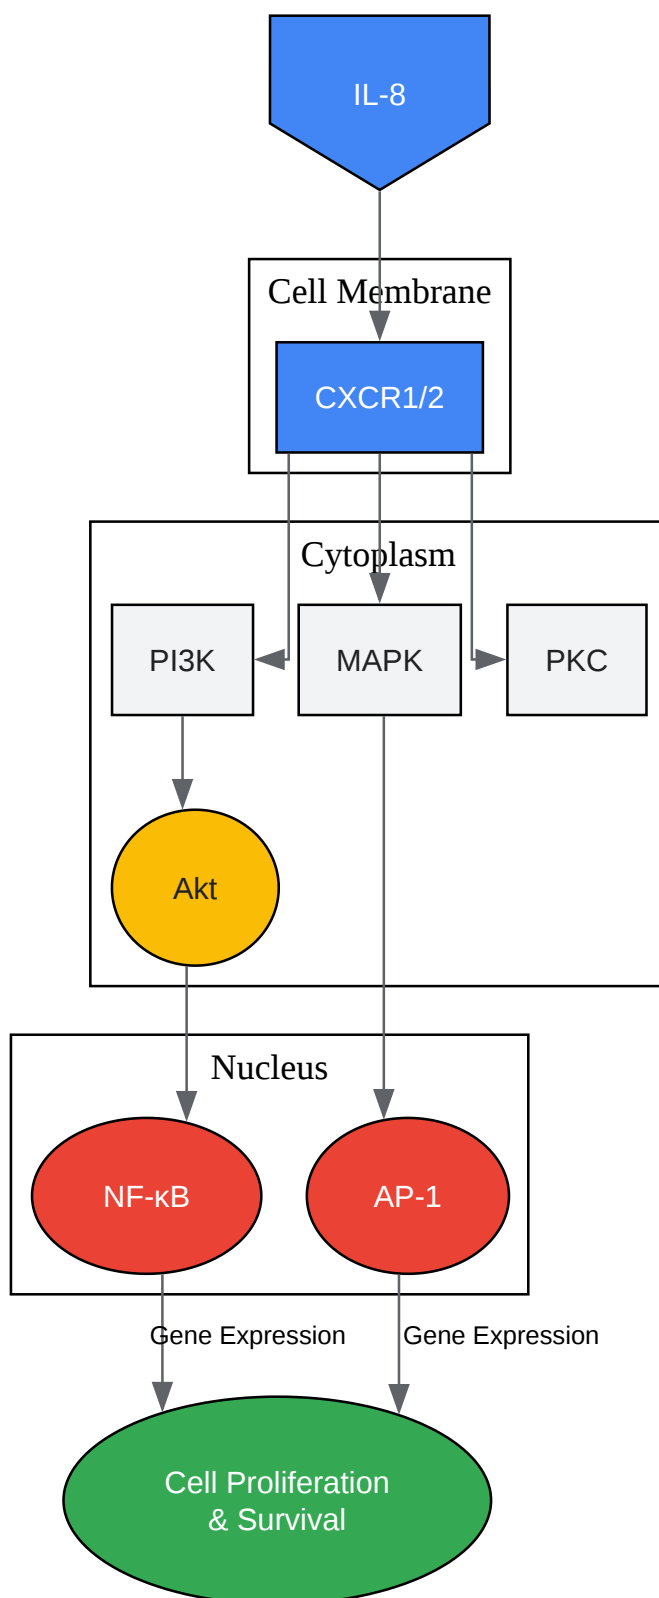 IL-8
Cell Membrane
CXCR1/2
Cytoplasm
PI3K
MAPK
PKC
Akt
Nucleus
NF-κB
AP-1
Gene Expression
Gene Expression
Cell Proliferation
& Survival